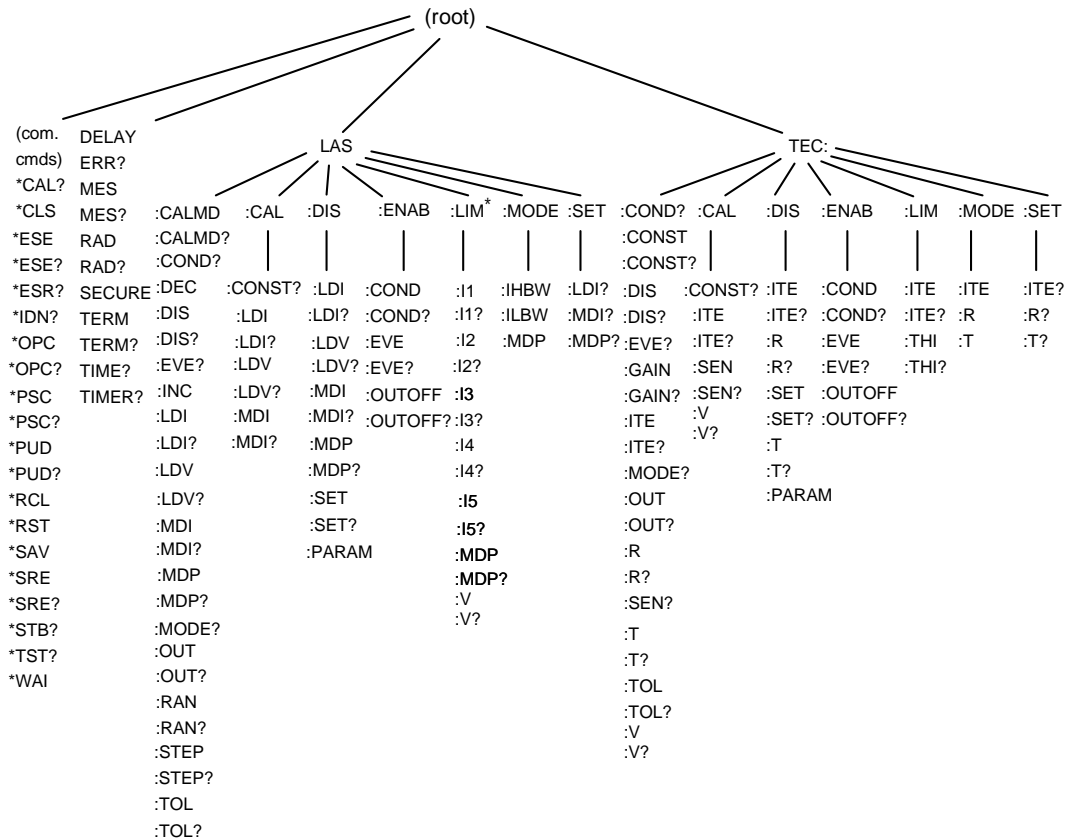 (root)
(com.
cmds)
*CAL?
*CLS
*ESE
*ESE?
*ESR?
*IDN?
*OPC
*OPC?
*PSC
*PSC?
*PUD
*PUD?
*RCL
*RST
*SAV
*SRE
*SRE?
*STB?
*TST?
*WAI
DELAY
ERR?
MES
MES?
RAD
RAD?
SECURE
TERM
TERM?
TIME?
TIMER?
LAS
:CALMD
:CALMD?
:COND?
:DEC
:DIS
:DIS?
:EVE?
:INC
:LDI
:LDI?
:LDV
:LDV?
:MDI
:MDI?
:MDP
:MDP?
:MODE?
:OUT
:OUT?
:RAN
:RAN?
:STEP
:STEP?
:TOL
:TOL?
:CAL
:CONST?
:LDI
:LDI?
:LDV
:LDV?
:MDI
:MDI?
:DIS
:LDI
:LDI?
:LDV
:LDV?
:MDI
:MDI?
:MDP
:MDP?
:SET
:SET?
:PARAM
:ENAB
:COND
:COND?
:EVE
:EVE?
:OUTOFF
:OUTOFF?
:LIM*
:I1
:I1?
:I2
:I2?
:I3
:I3?
:I4
:I4?
:I5
:I5?
:MDP
:MDP?
:V
:V?
:MODE
:IHBW
:ILBW
:MDP
:SET
:LDI?
:MDI?
:MDP?
TEC:
:COND?
:CONST
:CONST?
:DIS
:DIS?
:EVE?
:GAIN
:GAIN?
:ITE
:ITE?
:MODE?
:OUT
:OUT?
:R
:R?
:SEN?
:T
:T?
:TOL
:TOL?
:V
:V?
:CAL
:CONST?
:ITE
:ITE?
:SEN
:SEN?
:V
:V?
:DIS
:ITE
:ITE?
:R
:R?
:SET
:SET?
:T
:T?
:PARAM
:ENAB
:COND
:COND?
:EVE
:EVE?
:OUTOFF
:OUTOFF?
:LIM
:ITE
:ITE?
:THI
:THI?
:MODE
:ITE
:R
:T
:SET
:ITE?
:R?
:T?